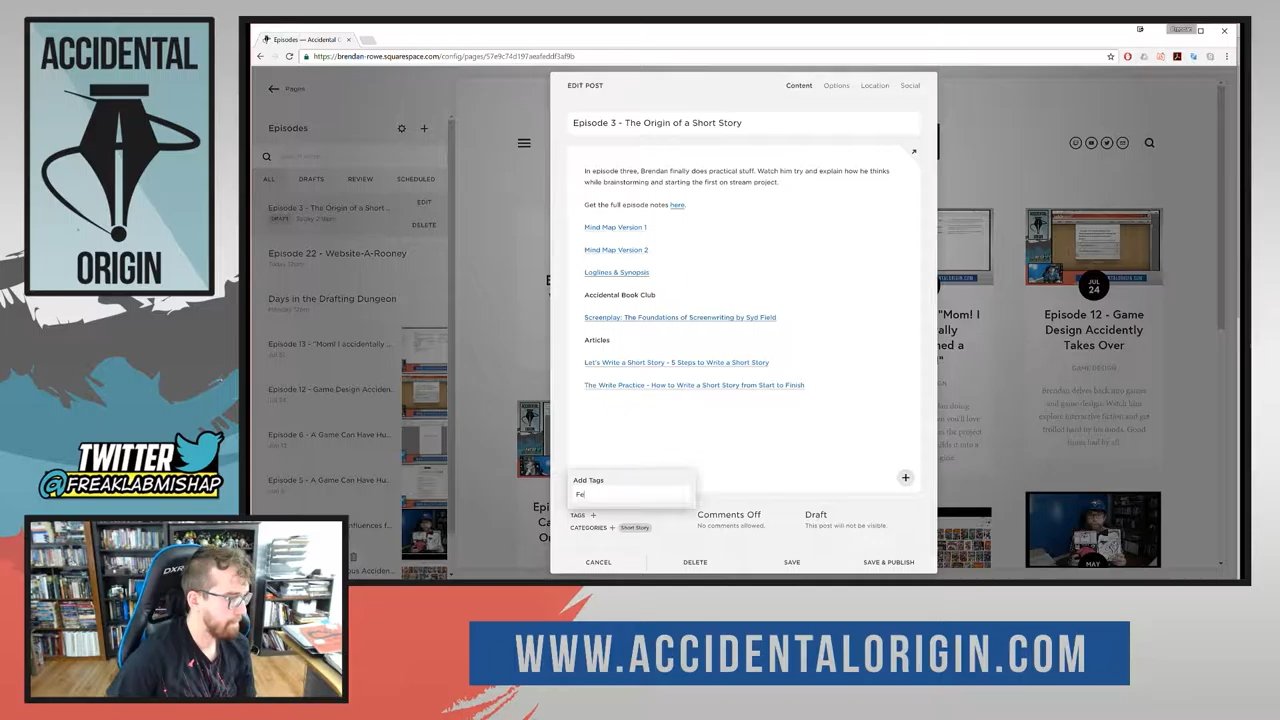 ACCIDENTAL
ORIGIN
TWITTER
@FREAKLABMISHAP
Episodes — Accidental
https://brendan-rowe.squarespace.com/config/pages/57e9c74d197aeafeddf3af9b
Pages
Episodes
ALL DRAFTS REVIEW SCHEDULED
Episode 3 - The Origin of a Short ...
EDIT
DRAFT Today 2:16pm
DELETE
Episode 22 - Website-A-Rooney
Days in the Drafting Dungeon
Episode 13 - "Mom! I accidentally ...
Episode 12 - Game Design Acciden...
Episode 6 - A Game Can Have Hu...
Episode 5 - A Game Can Have Hu...
EDIT POST
Content Options Location Social
Episode 3 - The Origin of a Short Story
In episode three, Brendan finally does practical stuff. Watch him try and explain how he thinks
while brainstorming and starting the first on stream project.
Get the full episode notes here.
Mind Map Version 1
Mind Map Version 2
Loglines & Synopsis
Accidental Book Club
Screenplay: The Foundations of Screenwriting by Syd Field
Articles
Let's Write a Short Story - 5 Steps to Write a Short Story
The Write Practice - How to Write a Short Story from Start to Finish
Add Tags
Fe
TAGS +
CATEGORIES + Short Story
Comments Off
No comments allowed.
Draft
This post will not be visible.
CANCEL DELETE SAVE SAVE & PUBLISH
JUL
24
Episode 12 - Game
Design Accidently
Takes Over
GAME DESIGN
Brendan delves back into games
and game design. Watch him
explore interactive fiction and get
trolled hard by his mods. Good
times had by all.
MAY
DXR
WWW.ACCIDENTALORIGIN.COM